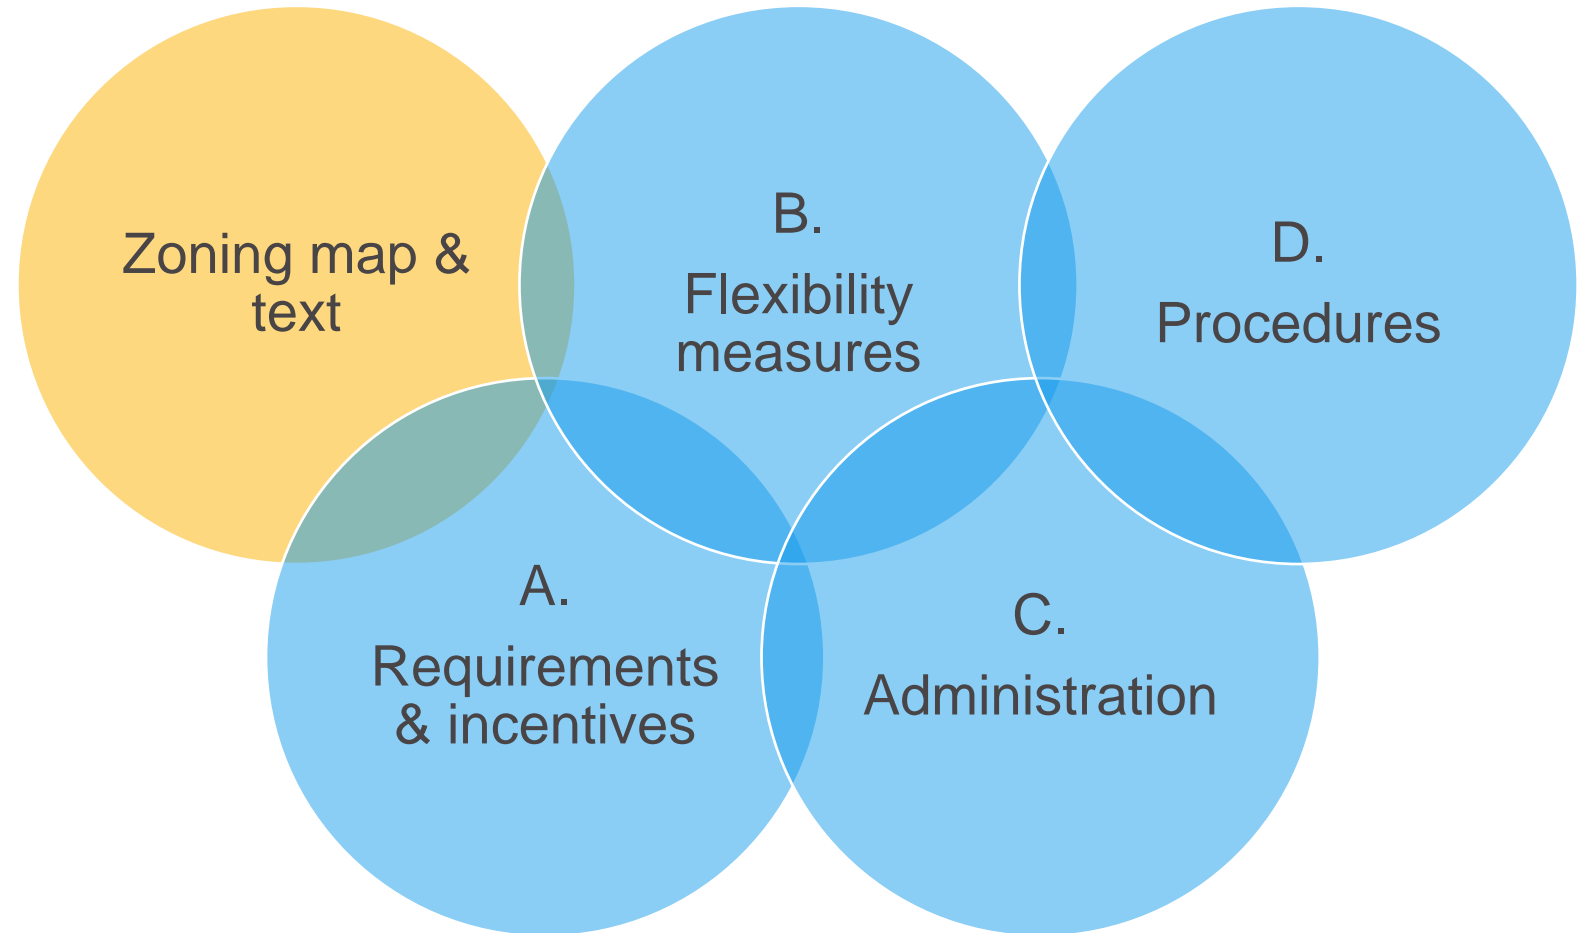 Zoning map &
text
A.
Requirements
& incentives
B.
Flexibility
measures
C.
Administration
D.
Procedures